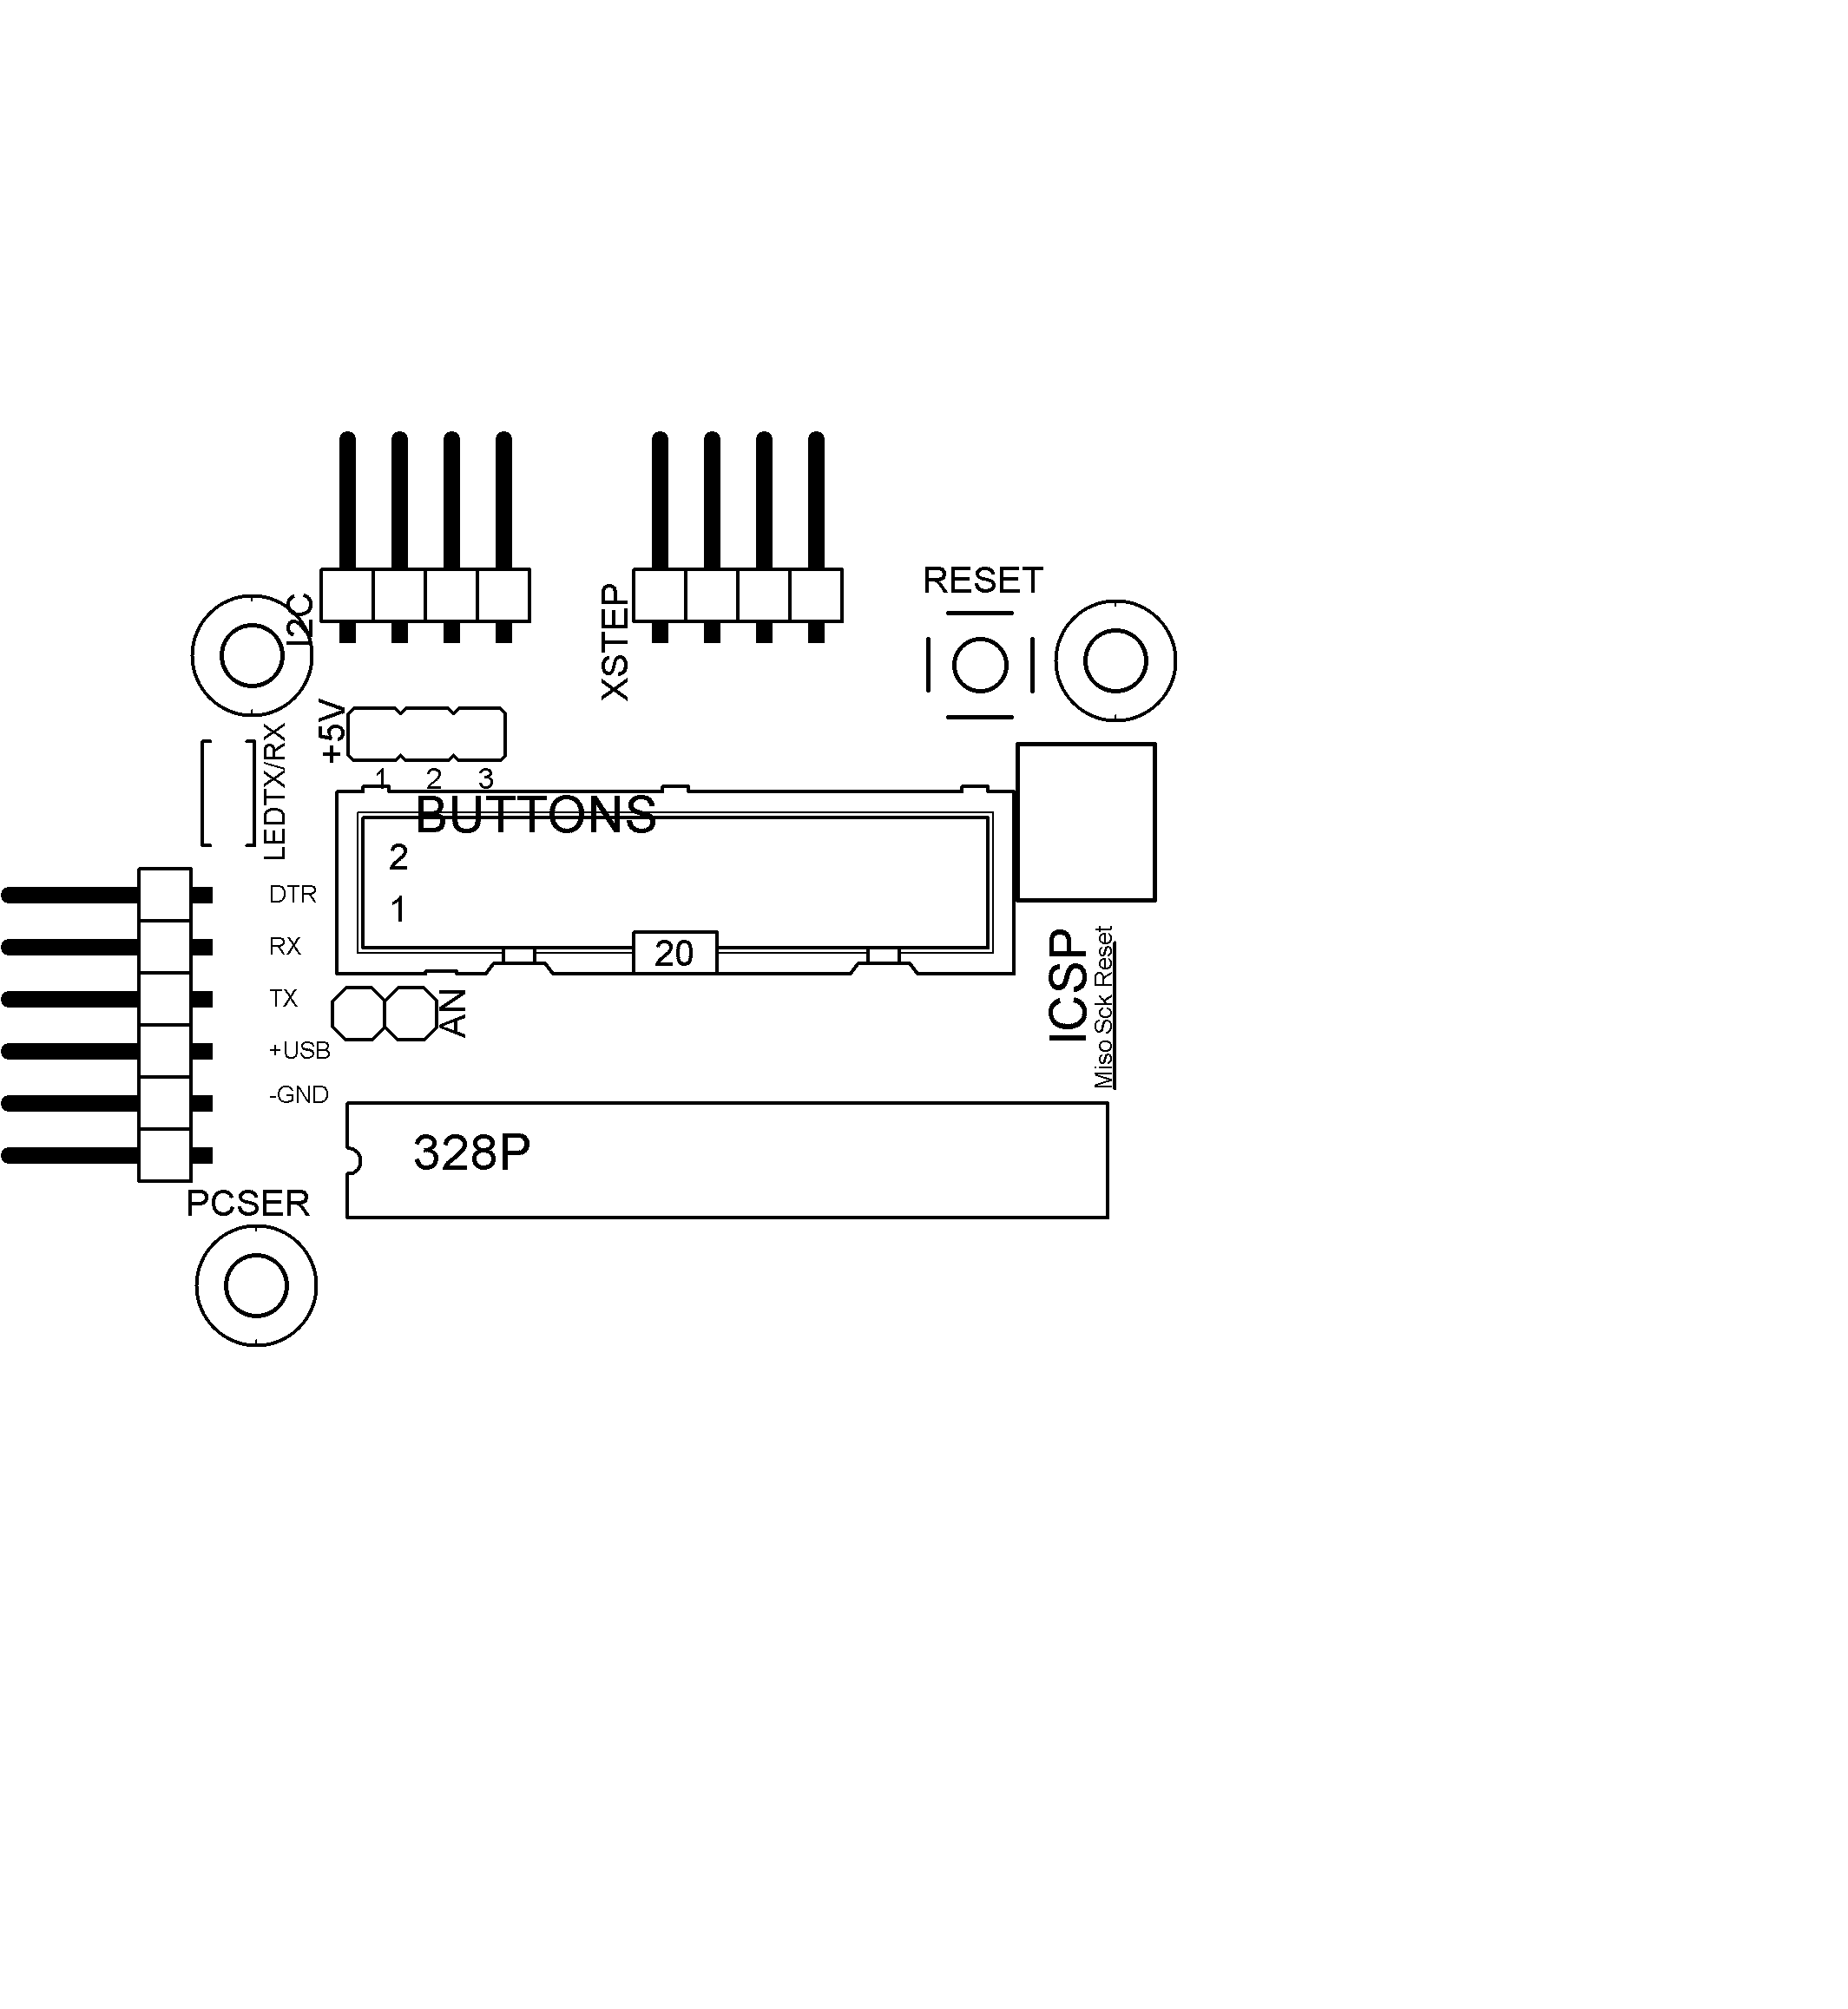 RESET
I2C
XSTEP
+5V
LEDTX/RX
1 2 3
BUTTONS
2
1
20
DTR
RX
TX
+USB
-GND
AN
ICSP
Miso Sck Reset
328P
PCSER